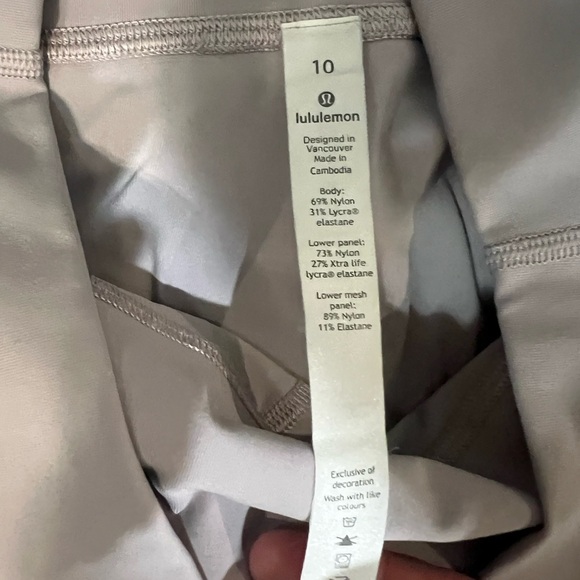 10
lululemon
Designed in
Vancouver
Made in
Cambodia
Body:
69% Nylon
31% Lycra®
elastane
Lower panel:
73% Nylon
27% Xtra life
lycra® elastane
Lower mesh
panel:
89% Nylon
11% Elastane
Exclusive of
decoration
Wash with like
colours